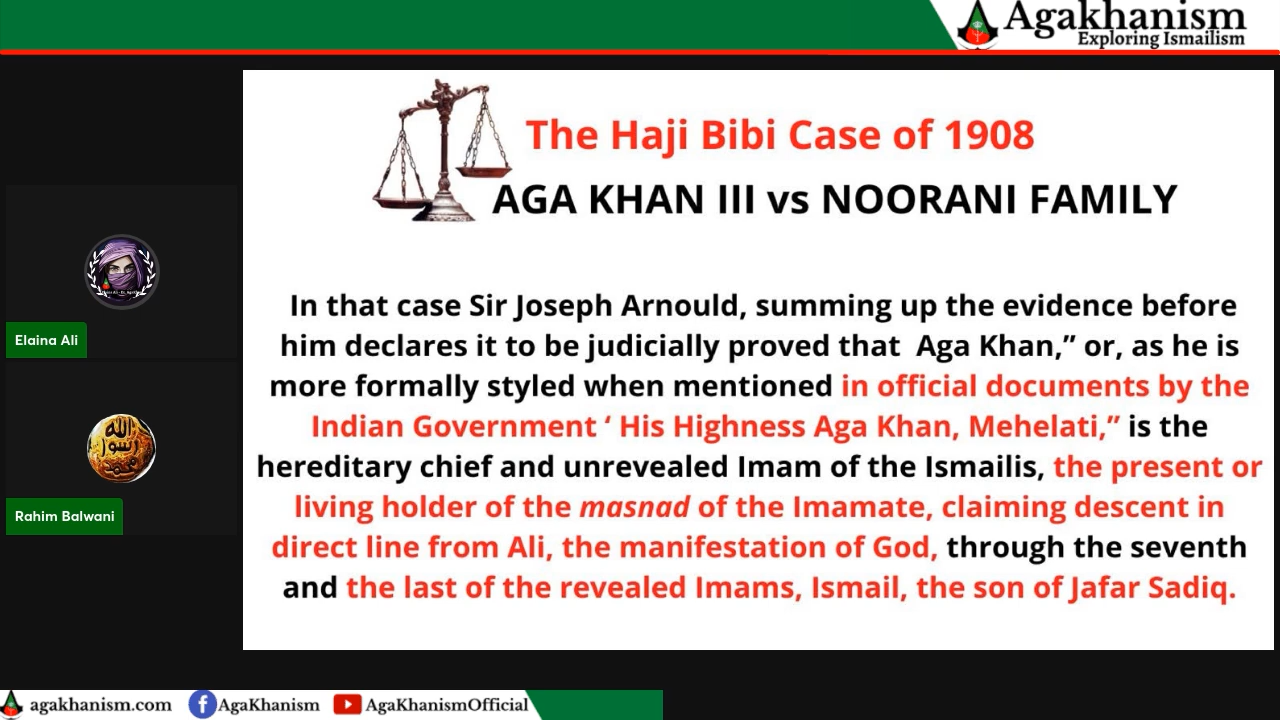 Agakhanism
Exploring Ismailism
The Haji Bibi Case of 1908
AGA KHAN III vs NOORANI FAMILY
In that case Sir Joseph Arnould, summing up the evidence before
him declares it to be judicially proved that Aga Khan,” or, as he is
more formally styled when mentioned in official documents by the
Indian Government ‘ His Highness Aga Khan, Mehelati,” is the
hereditary chief and unrevealed Imam of the Ismailis, the present or
living holder of the masnad of the Imamate, claiming descent in
direct line from Ali, the manifestation of God, through the seventh
and the last of the revealed Imams, Ismail, the son of Jafar Sadiq.
Elaina Ali
الله
رسول
محمد
Rahim Balwani
agakhanism.com
AgaKhanism
AgaKhanismOfficial